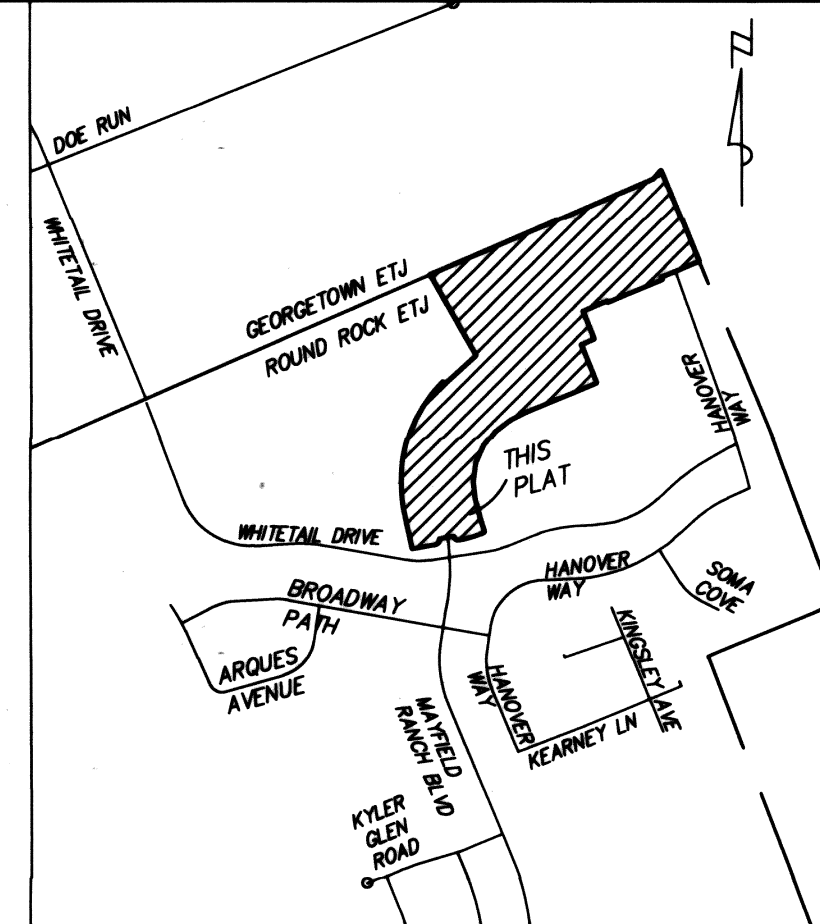 N
DOE RUN
WHITETAIL DRIVE
GEORGETOWN ETJ
ROUND ROCK ETJ
HANOVER
WAY
THIS
PLAT
WHITETAIL DRIVE
HANOVER
WAY
SOMA
COVE
BROADWAY
PATH
ARQUES
AVENUE
KINGSLEY AVE
HANOVER
WAY
KEARNEY LN
MAYFIELD
RANCH BLVD
KYLER
GLEN
ROAD